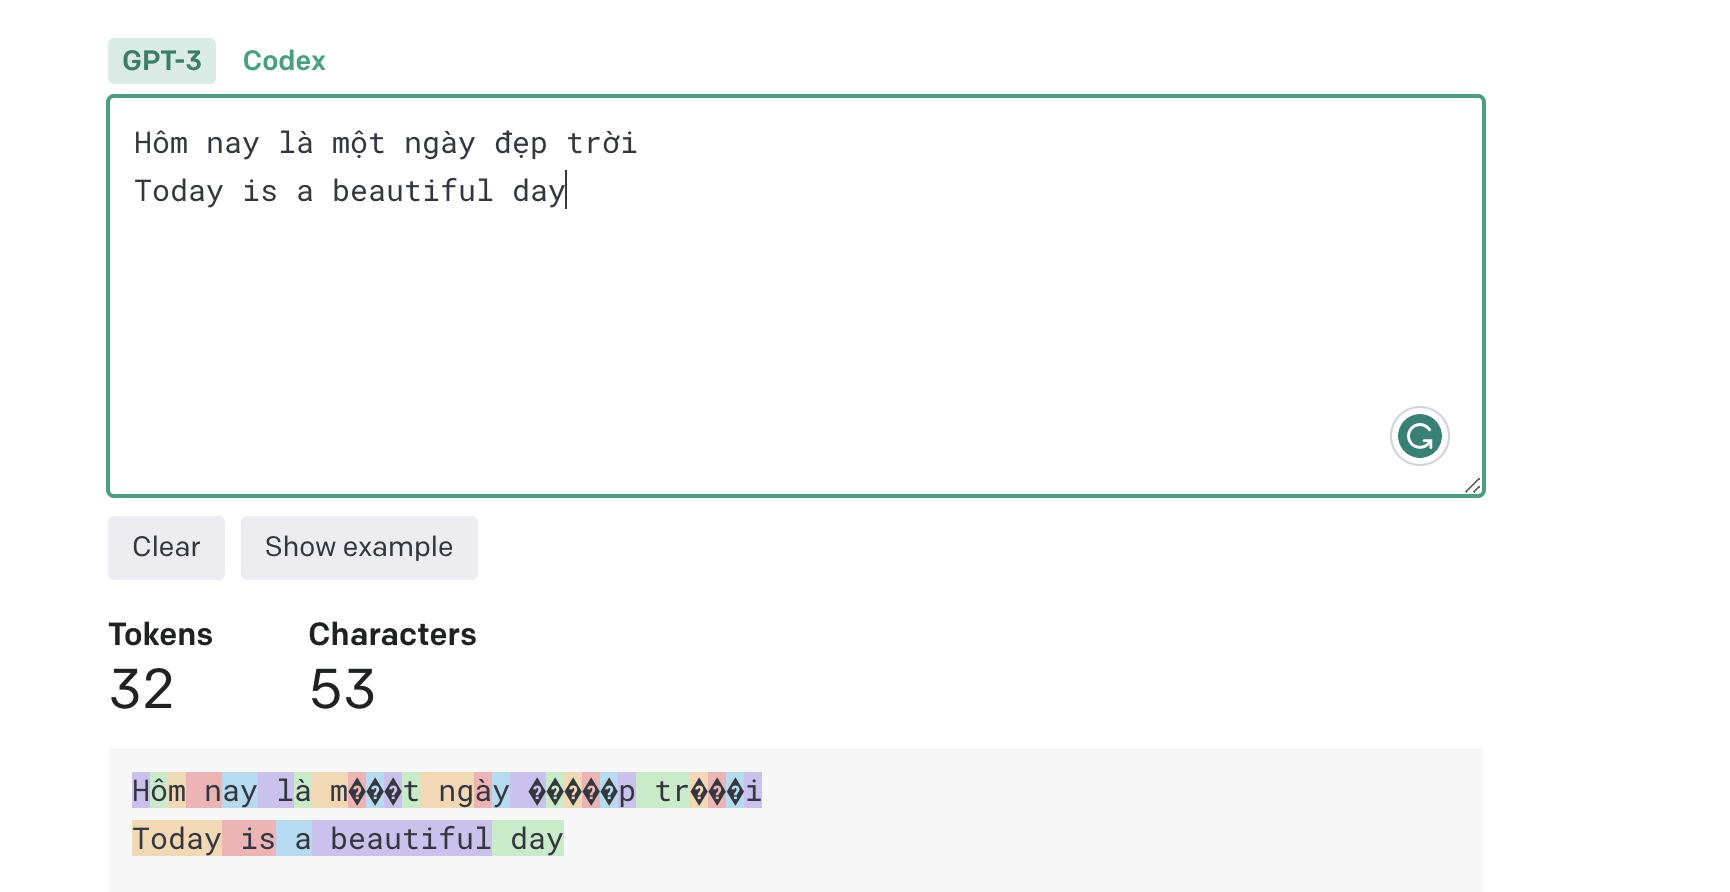 GPT-3 Codex
Hôm nay là một ngày đẹp trời
Today is a beautiful day
Clear Show example
Tokens Characters
32 53
Hôm nay là m���t ngày �����p tr���i
Today is a beautiful day